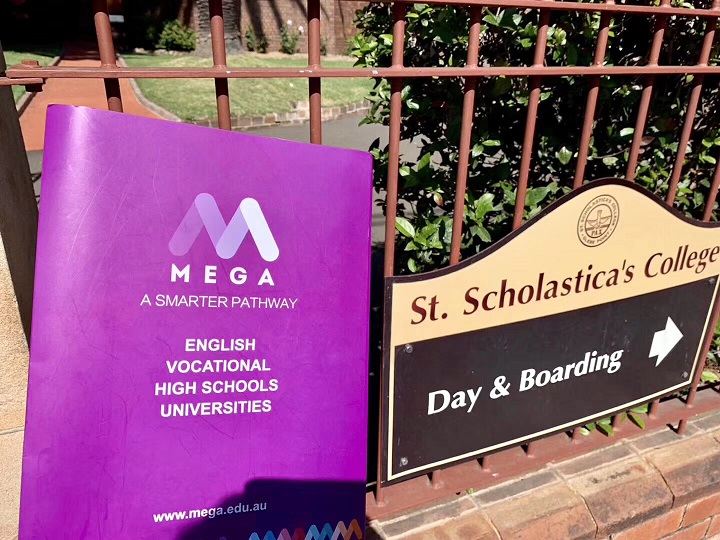 MEGA
A SMARTER PATHWAY
ENGLISH
VOCATIONAL
HIGH SCHOOLS
UNIVERSITIES
www.mega.edu.au
St. Scholastica's College
Day & Boarding